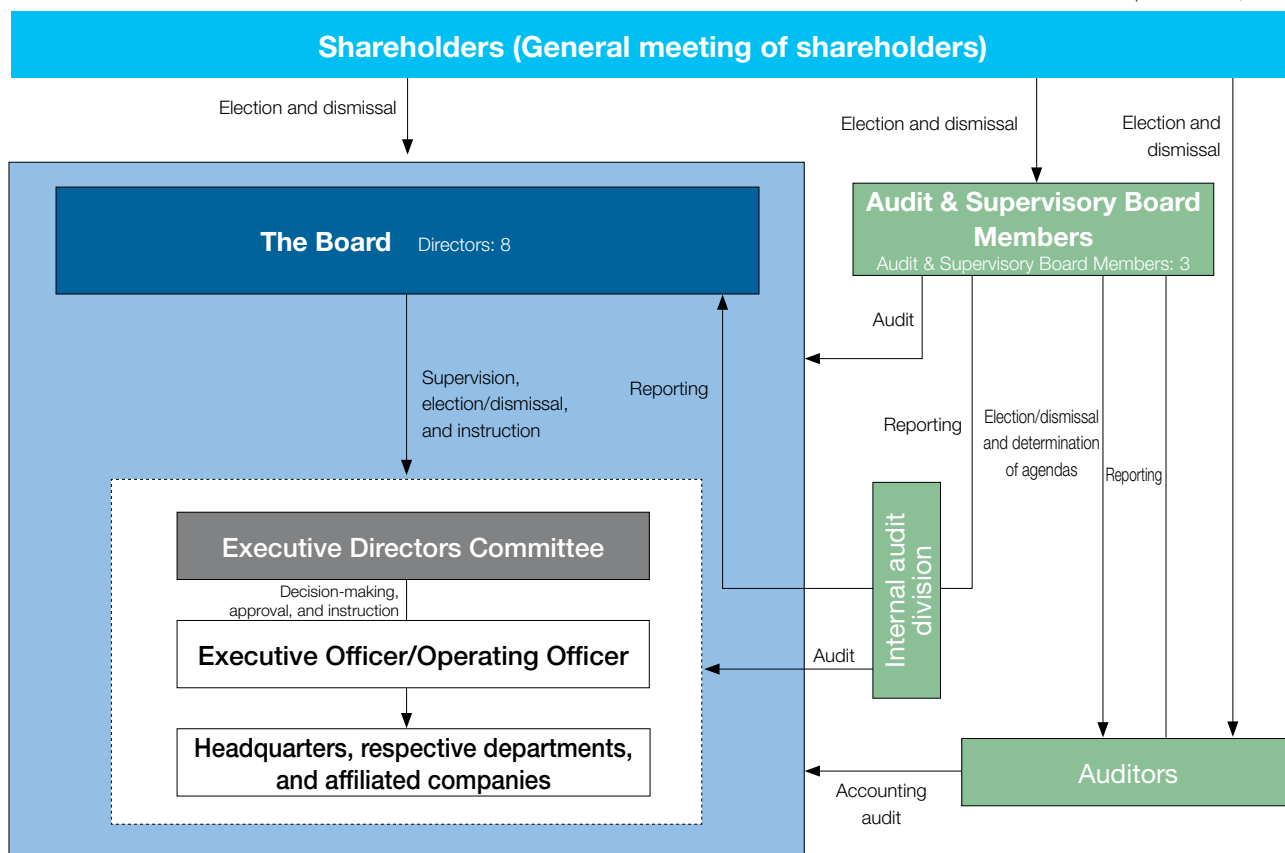 Shareholders (General meeting of shareholders)
Election and dismissal
Election and dismissal
Election and
dismissal
The Board Directors: 8
Audit & Supervisory Board
Members
Audit & Supervisory Board Members: 3
Audit
Supervision,
election/dismissal,
and instruction
Reporting
Reporting
Election/dismissal
and determination
of agendas
Reporting
Executive Directors Committee
Decision-making,
approval, and instruction
Executive Officer/Operating Officer
Internal audit
division
Audit
Headquarters, respective departments,
and affiliated companies
Auditors
Accounting
audit